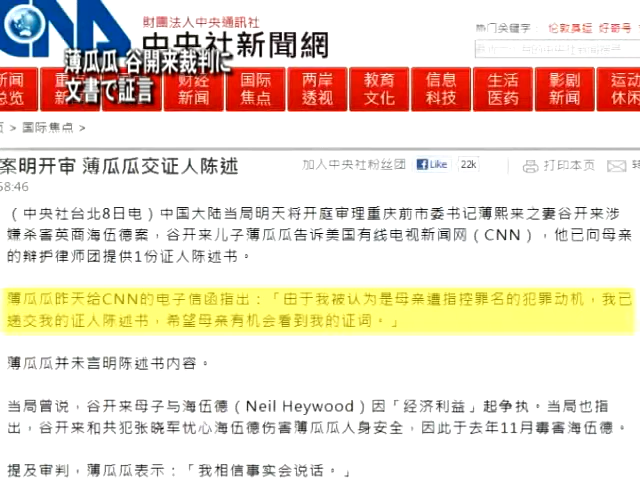 財團法人中央通訊社
CNA 中央社新聞網
薄瓜瓜 谷開来裁判に
文書で証言
热门关键字： 伦敦奥运 好奇号
财经
新闻
国际
焦点
两岸
透视
教育
文化
信息
科技
生活
医药
影剧
新闻
运动
休闲
> 国际焦点 >
案明开审 薄瓜瓜交证人陈述
加入中央社粉丝团 Like 22k 打印本页
58:46
（中央社台北8日电）中国大陆当局明天将开庭审理重庆前市委书记薄熙来之妻谷开来涉
嫌杀害英商海伍德案，谷开来儿子薄瓜瓜告诉美国有线电视新闻网（CNN），他已向母亲
的辩护律师团提供1份证人陈述书。
薄瓜瓜昨天给CNN的电子信函指出：「由于我被认为是母亲遭指控罪名的犯罪动机，我已
递交我的证人陈述书，希望母亲有机会看到我的证词。」
薄瓜瓜并未言明陈述书内容。
当局曾说，谷开来母子与海伍德（Neil Heywood）因「经济利益」起争执。当局也指
出，谷开来和共犯张晓军忧心海伍德伤害薄瓜瓜人身安全，因此于去年11月毒害海伍德。
提及审判，薄瓜瓜表示：「我相信事实会说话。」